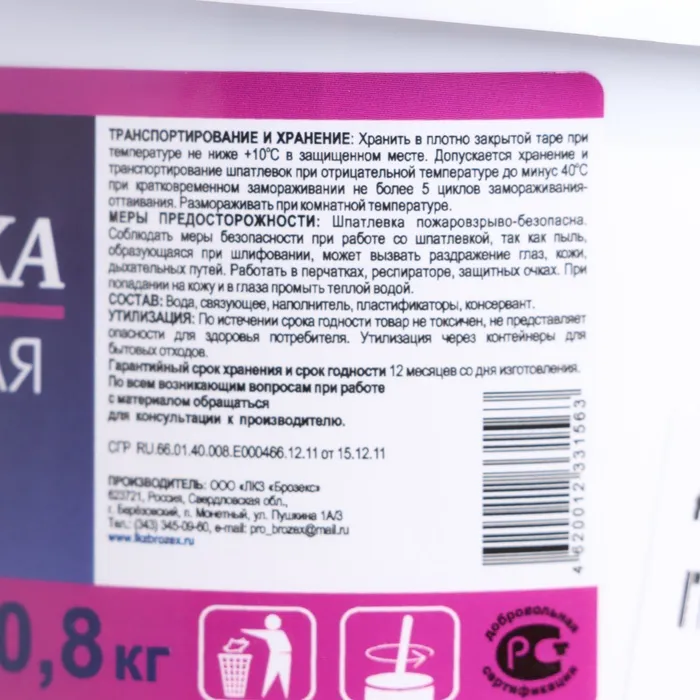 ТРАНСПОРТИРОВАНИЕ И ХРАНЕНИЕ: Хранить в плотно закрытой таре при
температуре не ниже +10°С в защищенном месте. Допускается хранение и
транспортирование шпатлевок при отрицательной температуре до минус 40°С
при кратковременном замораживании не более 5 циклов замораживания-
оттаивания. Размораживать при комнатной температуре.
МЕРЫ ПРЕДОСТОРОЖНОСТИ: Шпатлевка пожаровзрыво-безопасна.
Соблюдать меры безопасности при работе со шпатлевкой, так как пыль,
образующаяся при шлифовании, может вызвать раздражение глаз, кожи,
дыхательных путей. Работать в перчатках, респираторе, защитных очках. При
попадании на кожу и в глаза промыть теплой водой.
СОСТАВ: Вода, связующее, наполнитель, пластификаторы, консервант.
УТИЛИЗАЦИЯ: По истечении срока годности товар не токсичен, не представляет
опасности для здоровья потребителя. Утилизация через контейнеры для
бытовых отходов.
Гарантийный срок хранения и срок годности 12 месяцев со дня изготовления.
По всем возникающим вопросам при работе
с материалом обращаться
для консультации к производителю.
СГР RU.66.01.40.008.Е000466.12.11 от 15.12.11
ПРОИЗВОДИТЕЛЬ: ООО «ЛКЗ «Брозекс»
623721, Россия, Свердловская обл.,
г. Берёзовский, п. Монетный, ул. Пушкина 1А/3
Тел.: (343) 345-09-60, e-mail: pro_brozex@mail.ru
www.lkzbrozex.ru
4 620012 331563
КА
АЯ
0,8 кг
добровольная
РСТ
сертификация